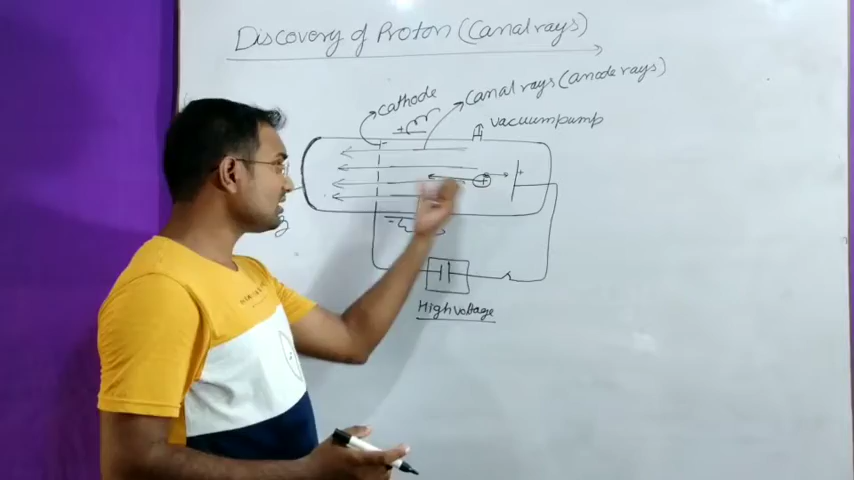 Discovery of Proton (Canal rays)
cathode
Canal rays (anode rays)
vacuum pump
+
+
+
-
High voltage